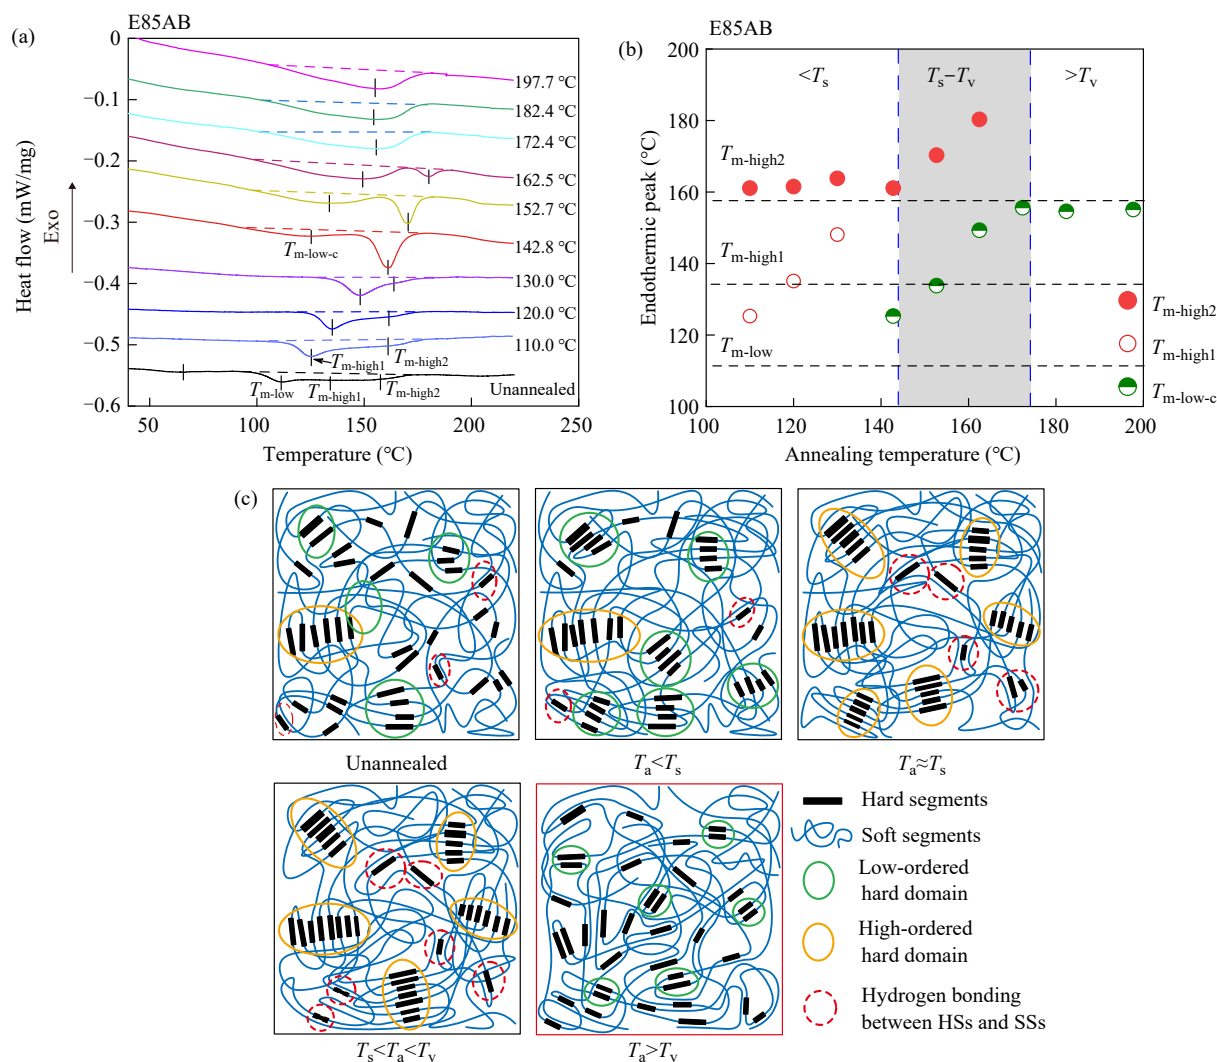 (a)
E85AB
0
−0.1
−0.2
−0.3
−0.4
−0.5
−0.6
Heat flow (mW/mg)
Exo
197.7 °C
182.4 °C
172.4 °C
162.5 °C
152.7 °C
142.8 °C
130.0 °C
120.0 °C
110.0 °C
Unannealed
Tm-low-c
Tm-high1
Tm-high2
Tm-low
Tm-high1
Tm-high2
50
100
150
200
250
Temperature (°C)
(b)
E85AB
200
180
160
140
120
100
Endothermic peak (°C)
<Ts
Ts−Tv
>Tv
Tm-high2
Tm-high1
Tm-low
Tm-high2
Tm-high1
Tm-low-c
100
120
140
160
180
200
Annealing temperature (°C)
(c)
Unannealed
Ta<Ts
Ta≈Ts
Ts<Ta<Tv
Ta>Tv
Hard segments
Soft segments
Low-ordered
hard domain
High-ordered
hard domain
Hydrogen bonding
between HSs and SSs